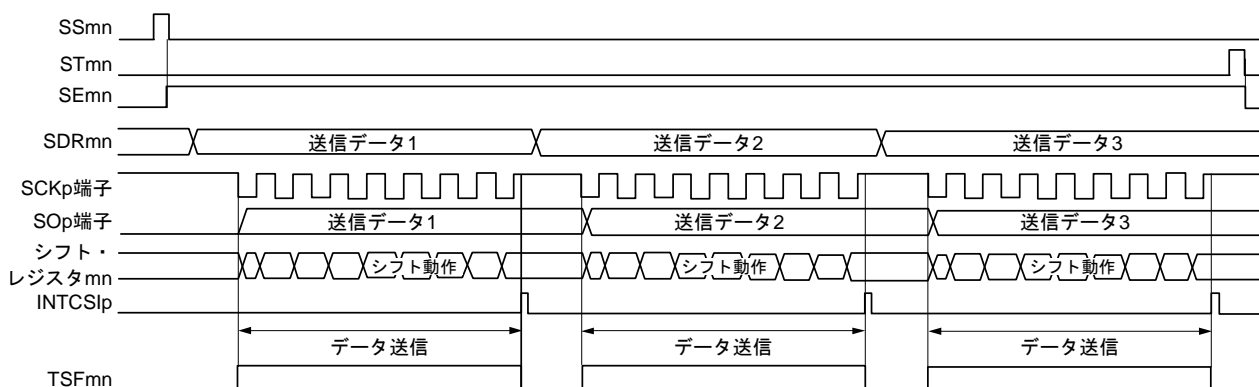 SSmn
STmn
SEmn
SDRmn 送信データ1 送信データ2 送信データ3
SCKp端子
SOp端子 送信データ1 送信データ2 送信データ3
シフト・
レジスタmn シフト動作 シフト動作 シフト動作
INTCSIp
データ送信 データ送信 データ送信
TSFmn